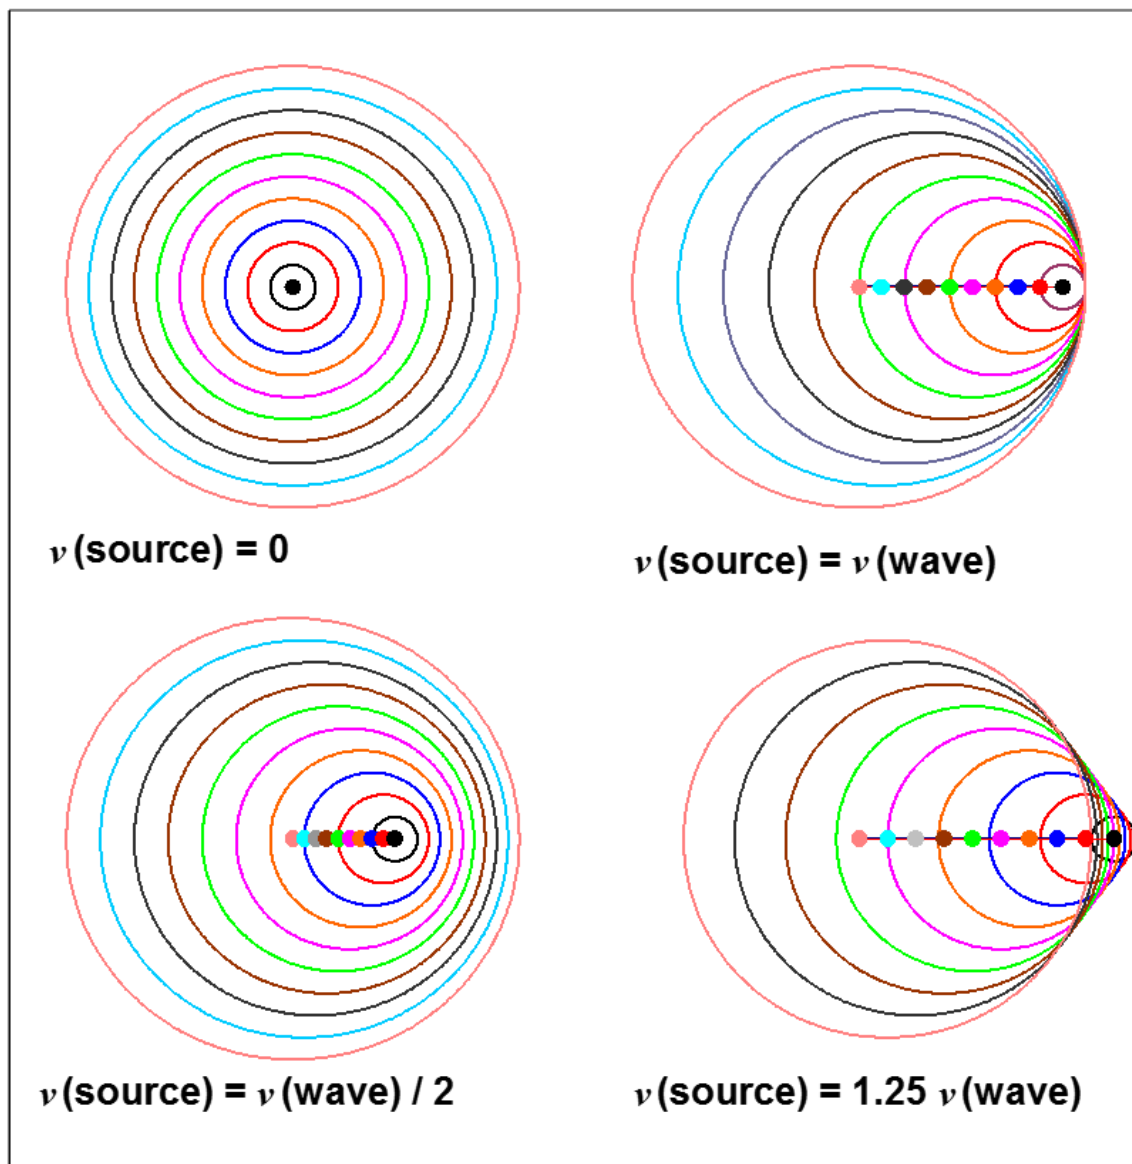 v(source) = 0
v(source) = v(wave)
v(source) = v(wave) / 2
v(source) = 1.25 v(wave)